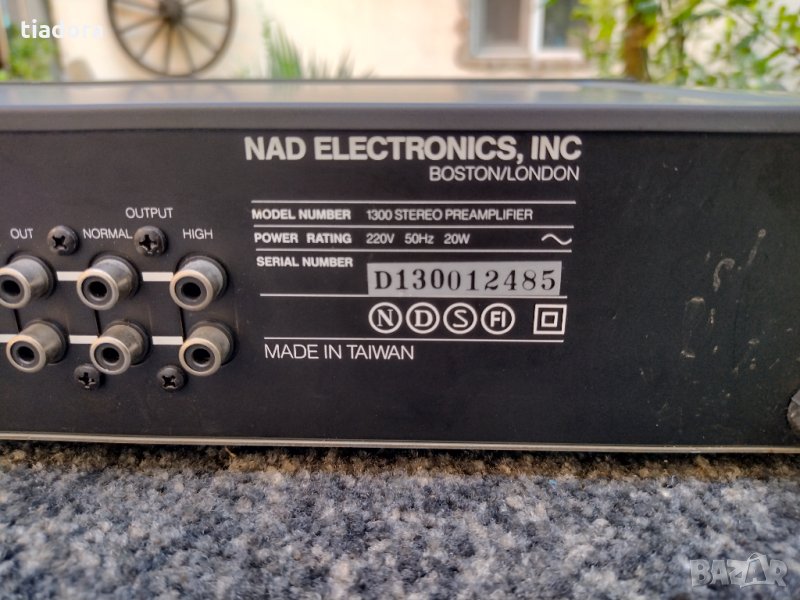 tiadora
NAD ELECTRONICS, INC
BOSTON/LONDON
OUTPUT
OUT NORMAL HIGH
MODEL NUMBER 1300 STEREO PREAMPLIFIER
POWER RATING 220V 50Hz 20W
SERIAL NUMBER D130012485
N D S FI
MADE IN TAIWAN
BAZAR